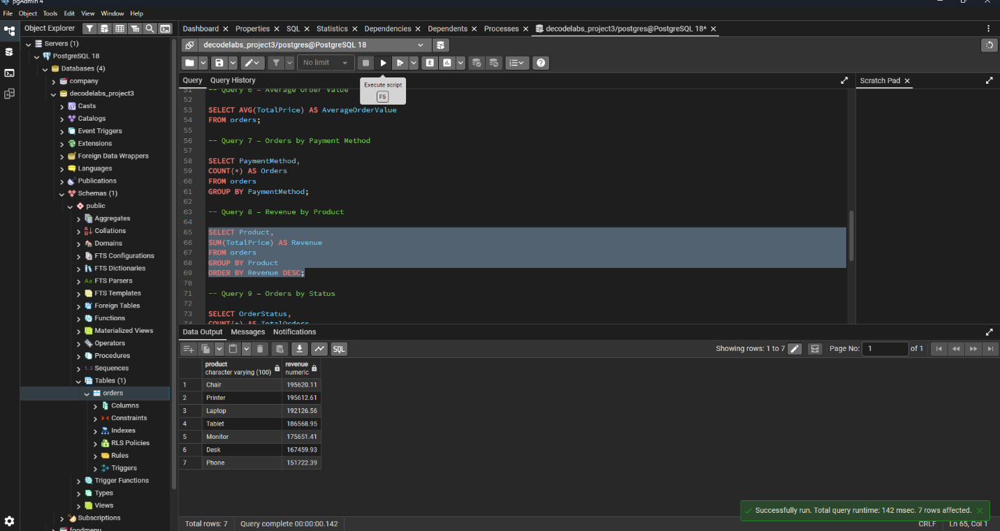 pgAdmin 4
File Object Tools Edit View Window Help
Object Explorer
Dashboard Properties SQL Statistics Dependencies Dependents Processes decodelabs_project3/postgres@PostgreSQL 18*
Servers (1)
PostgreSQL 18
Databases (4)
company
decodelabs_project3
Casts
Catalogs
Event Triggers
Extensions
Foreign Data Wrappers
Languages
Publications
Schemas (1)
public
Aggregates
Collations
Domains
FTS Configurations
FTS Dictionaries
FTS Parsers
FTS Templates
Foreign Tables
Functions
Materialized Views
Operators
Procedures
Sequences
Tables (1)
orders
Columns
Constraints
Indexes
RLS Policies
Rules
Triggers
Trigger Functions
Types
Views
Subscriptions
foodmenu
decodelabs_project3/postgres@PostgreSQL 18
No limit
Query Query History
Execute script
F5
Scratch Pad
51 -- Query 6 – Average Order Value
52
53 SELECT AVG(TotalPrice) AS AverageOrderValue
54 FROM orders;
55
56 -- Query 7 – Orders by Payment Method
57
58 SELECT PaymentMethod,
59 COUNT(*) AS Orders
60 FROM orders
61 GROUP BY PaymentMethod;
62
63 -- Query 8 – Revenue by Product
64
65 SELECT Product,
66 SUM(TotalPrice) AS Revenue
67 FROM orders
68 GROUP BY Product
69 ORDER BY Revenue DESC;
70
71 -- Query 9 – Orders by Status
72
73 SELECT OrderStatus,
74 COUNT(*) AS TotalOrders
Data Output Messages Notifications
SQL
Showing rows: 1 to 7 Page No: 1 of 1
product character varying (100) revenue numeric
1 Chair 195620.11
2 Printer 195612.61
3 Laptop 192126.56
4 Tablet 186568.95
5 Monitor 175651.41
6 Desk 167459.93
7 Phone 151722.39
Successfully run. Total query runtime: 142 msec. 7 rows affected.
Total rows: 7 Query complete 00:00:00.142 CRLF Ln 65, Col 1